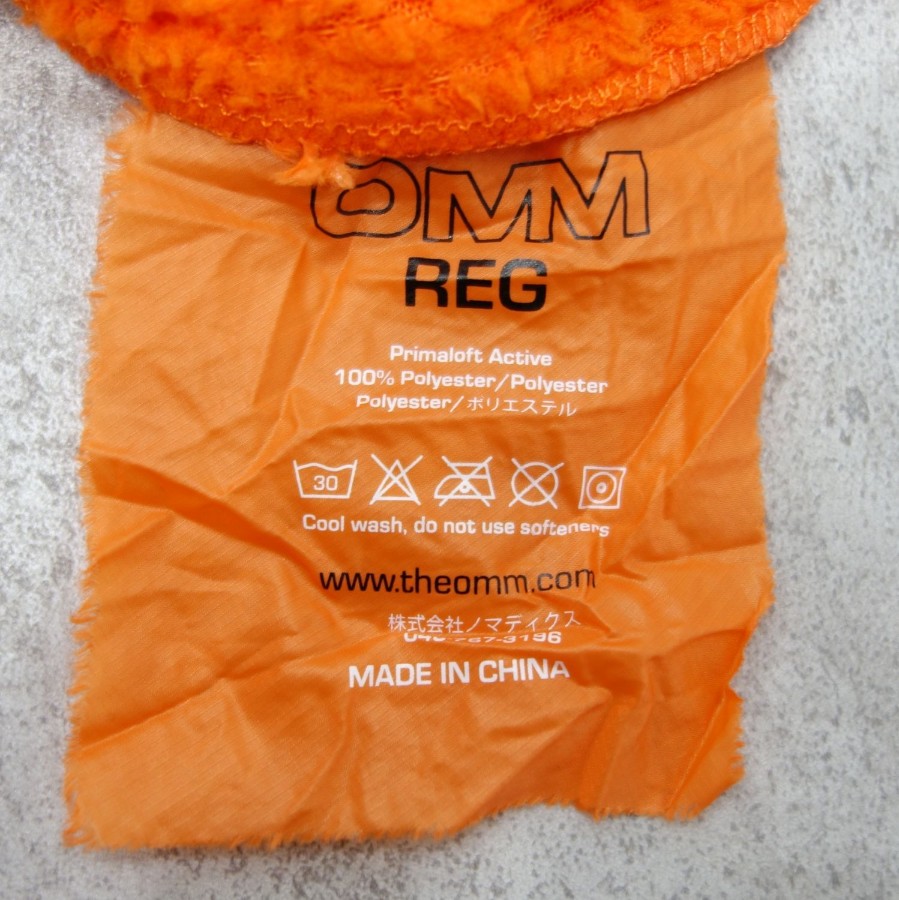 OMM
REG
Primaloft Active
100% Polyester/Polyester
Polyester/ポリエステル
30
Cool wash, do not use softeners
www.theomm.com
株式会社ノマディクス
MADE IN CHINA